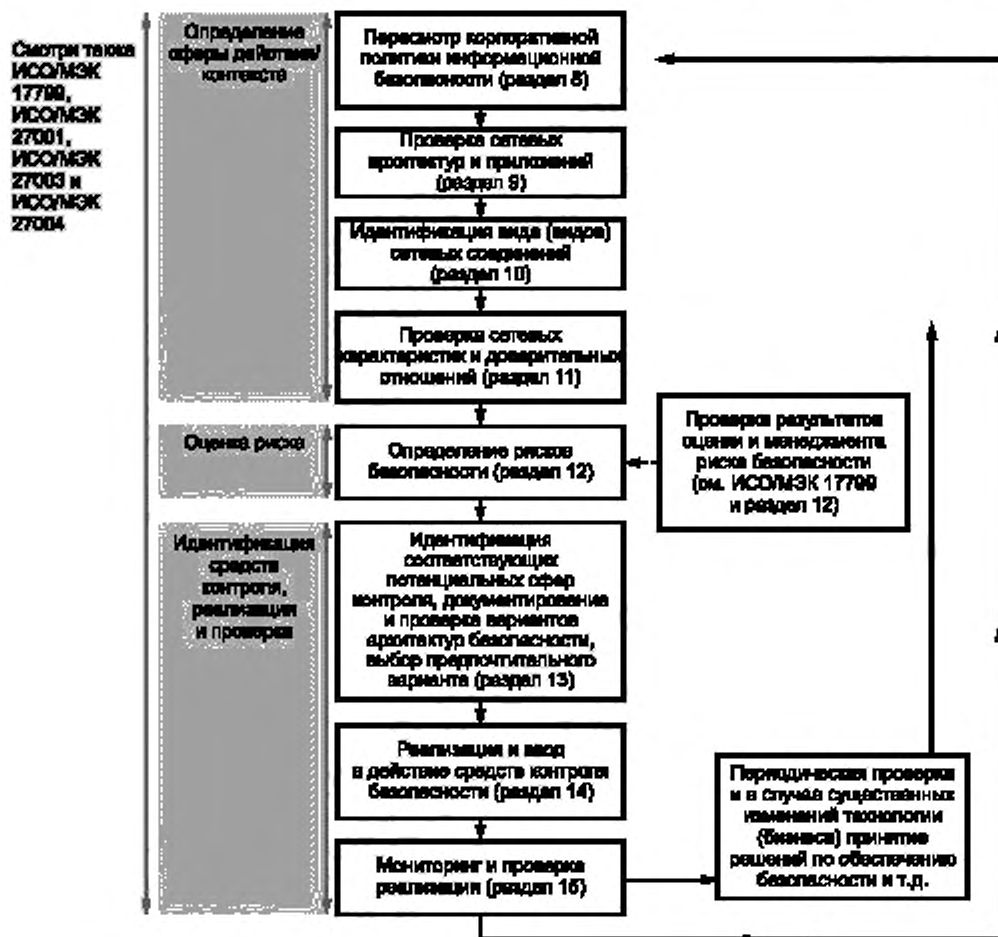 Смотри также
ИСО/МЭК
17799,
ИСО/МЭК
27001,
ИСО/МЭК
27003 и
ИСО/МЭК
27004
Определение
сферы действия/
контекста
Пересмотр корпоративной
политики информационной
безопасности (раздел 8)
Проверка сетевых
архитектур и приложений
(раздел 9)
Идентификация вида (видов)
сетевых соединений
(раздел 10)
Проверка сетевых
характеристик и доверительных
отношений (раздел 11)
Оценка риска
Определение рисков
безопасности (раздел 12)
Проверка результатов
оценки и менеджмента
риска безопасности
(см. ИСО/МЭК 17799
и раздел 12)
Идентификация
средств
контроля,
реализация
и проверка
Идентификация
соответствующих
потенциальных сфер
контроля, документирование
и проверка вариантов
архитектур безопасности,
выбор предпочтительного
варианта (раздел 13)
Реализация и ввод
в действие средств контроля
безопасности (раздел 14)
Мониторинг и проверка
реализации (раздел 15)
Периодическая проверка
и в случае существенных
изменений технологии
(бизнеса) принятие
решений по обеспечению
безопасности и т.д.